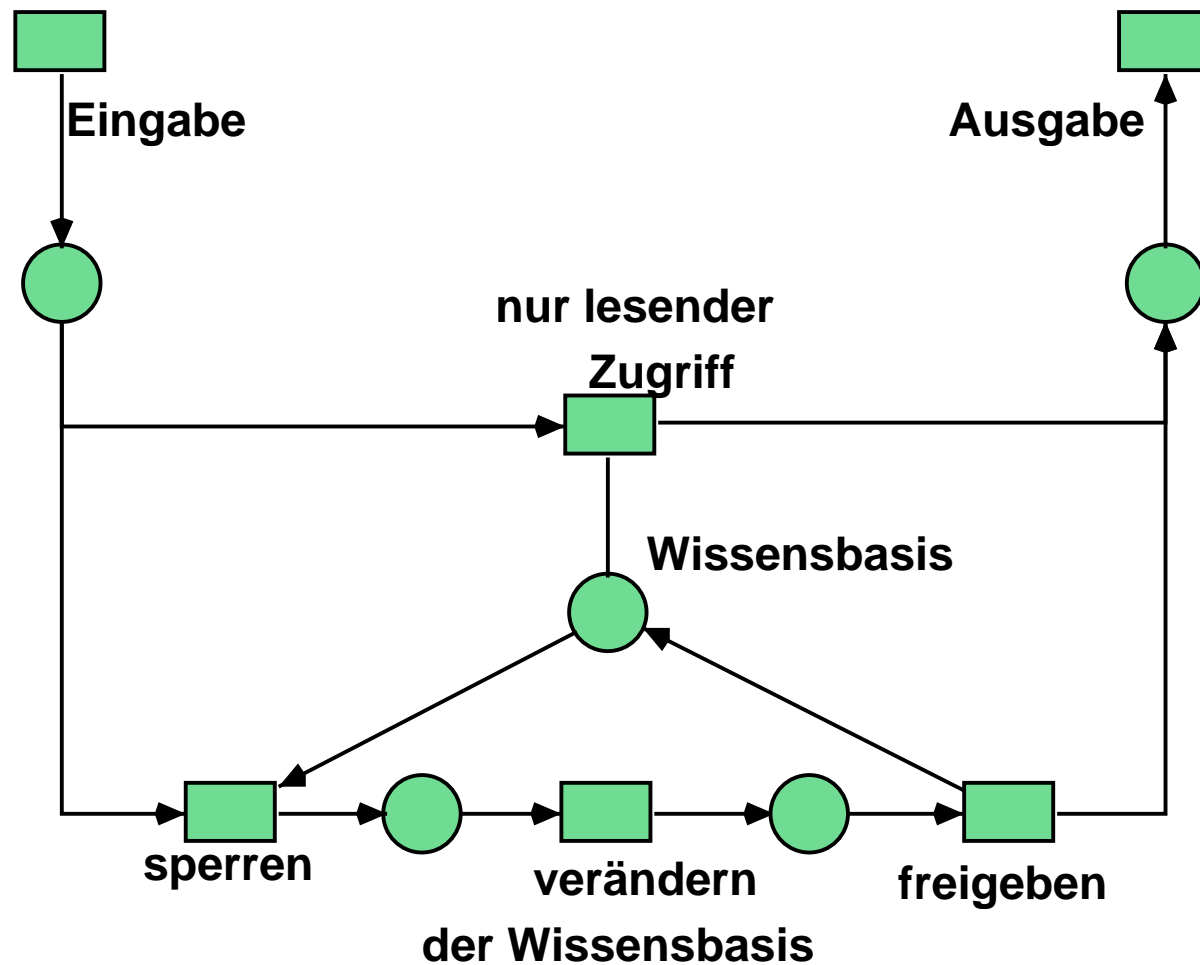 Eingabe
Ausgabe
nur lesender
Zugriff
Wissensbasis
sperren
verändern
freigeben
der Wissensbasis